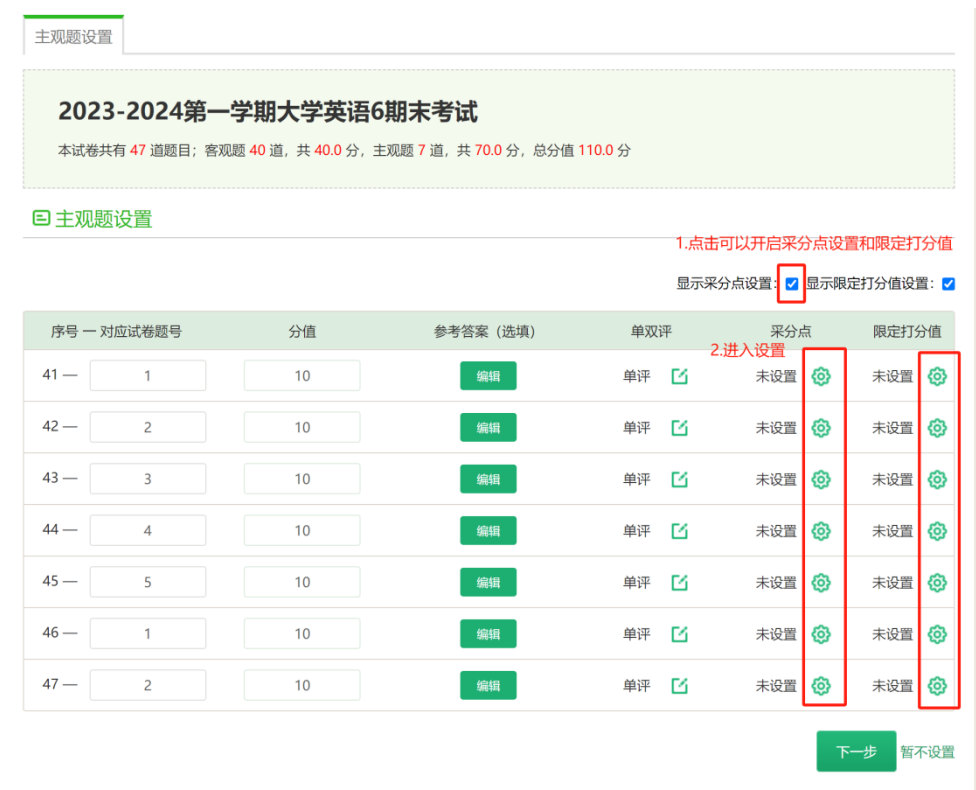 主观题设置
2023-2024第一学期大学英语6期末考试
本试卷共有 47 道题目；客观题 40 道，共 40.0 分，主观题 7 道，共 70.0 分，总分值 110.0 分
主观题设置
1.点击可以开启采分点设置和限定打分值
显示采分点设置: 显示限定打分值设置:
序号 一 对应试卷题号 分值 参考答案（选填） 单双评 采分点 限定打分值
2.进入设置
41 — 1 10 编辑 单评 未设置 未设置
42 — 2 10 编辑 单评 未设置 未设置
43 — 3 10 编辑 单评 未设置 未设置
44 — 4 10 编辑 单评 未设置 未设置
45 — 5 10 编辑 单评 未设置 未设置
46 — 1 10 编辑 单评 未设置 未设置
47 — 2 10 编辑 单评 未设置 未设置
下一步 暂不设置